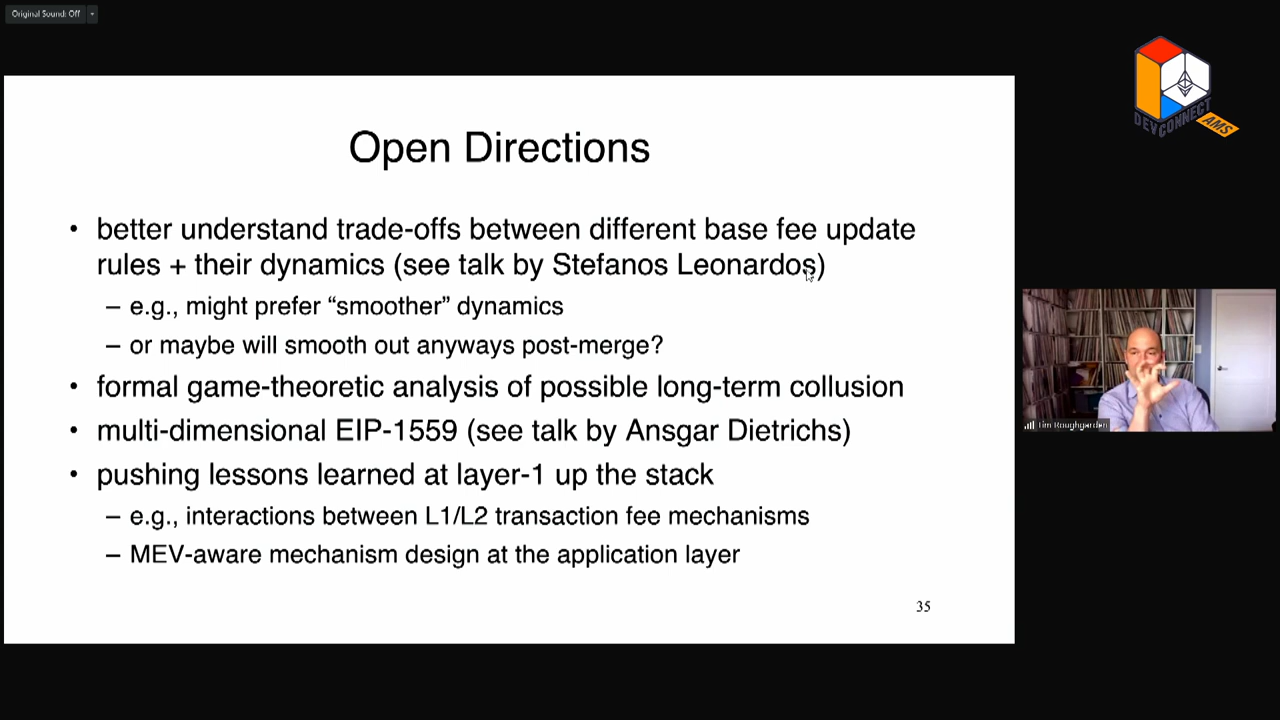 Original Sound: Off
DEVCONNECT
AMS
Open Directions
• better understand trade-offs between different base fee update
rules + their dynamics (see talk by Stefanos Leonardos)
– e.g., might prefer “smoother” dynamics
– or maybe will smooth out anyways post-merge?
• formal game-theoretic analysis of possible long-term collusion
• multi-dimensional EIP-1559 (see talk by Ansgar Dietrichs)
• pushing lessons learned at layer-1 up the stack
– e.g., interactions between L1/L2 transaction fee mechanisms
– MEV-aware mechanism design at the application layer
35
Tim Roughgarden